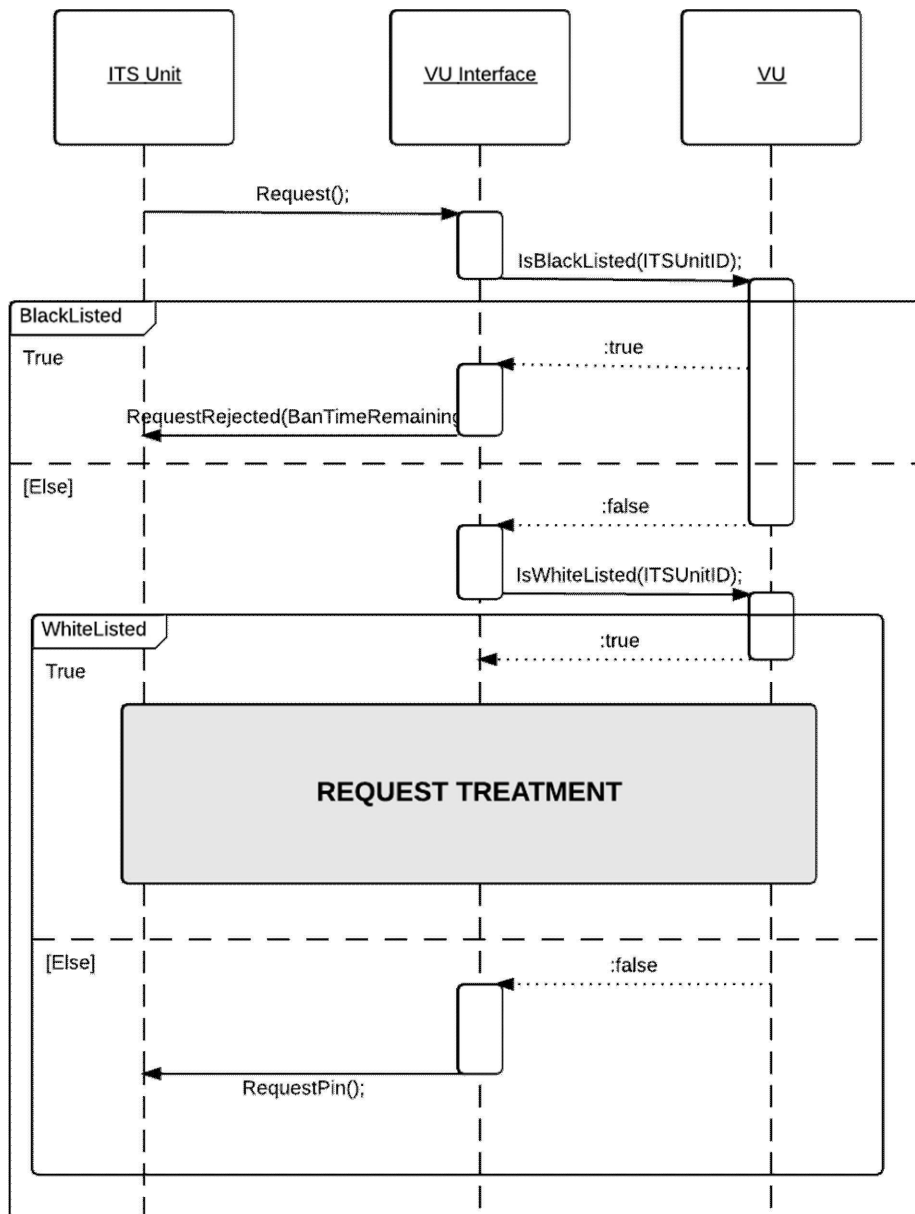 ITS Unit
VU Interface
VU
Request();
IsBlackListed(ITSUnitID);
BlackListed
True
:true
RequestRejected(BanTimeRemaining
[Else]
:false
IsWhiteListed(ITSUnitID);
WhiteListed
True
:true
REQUEST TREATMENT
[Else]
:false
RequestPin();